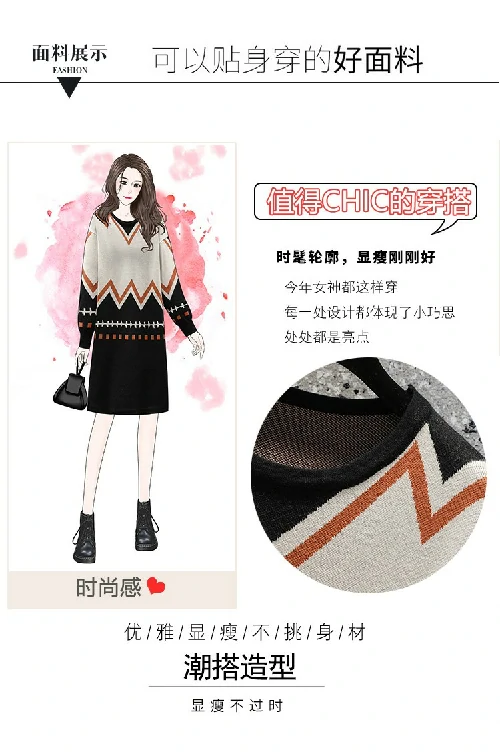 面料展示
FASHION
可以贴身穿的好面料
值得CHIC的穿搭
时髦轮廓，显瘦刚刚好
今年女神都这样穿
每一处设计都体现了小巧思
处处都是亮点
时尚感
优/雅/显/瘦/不/挑/身/材
潮搭造型
显瘦不过时